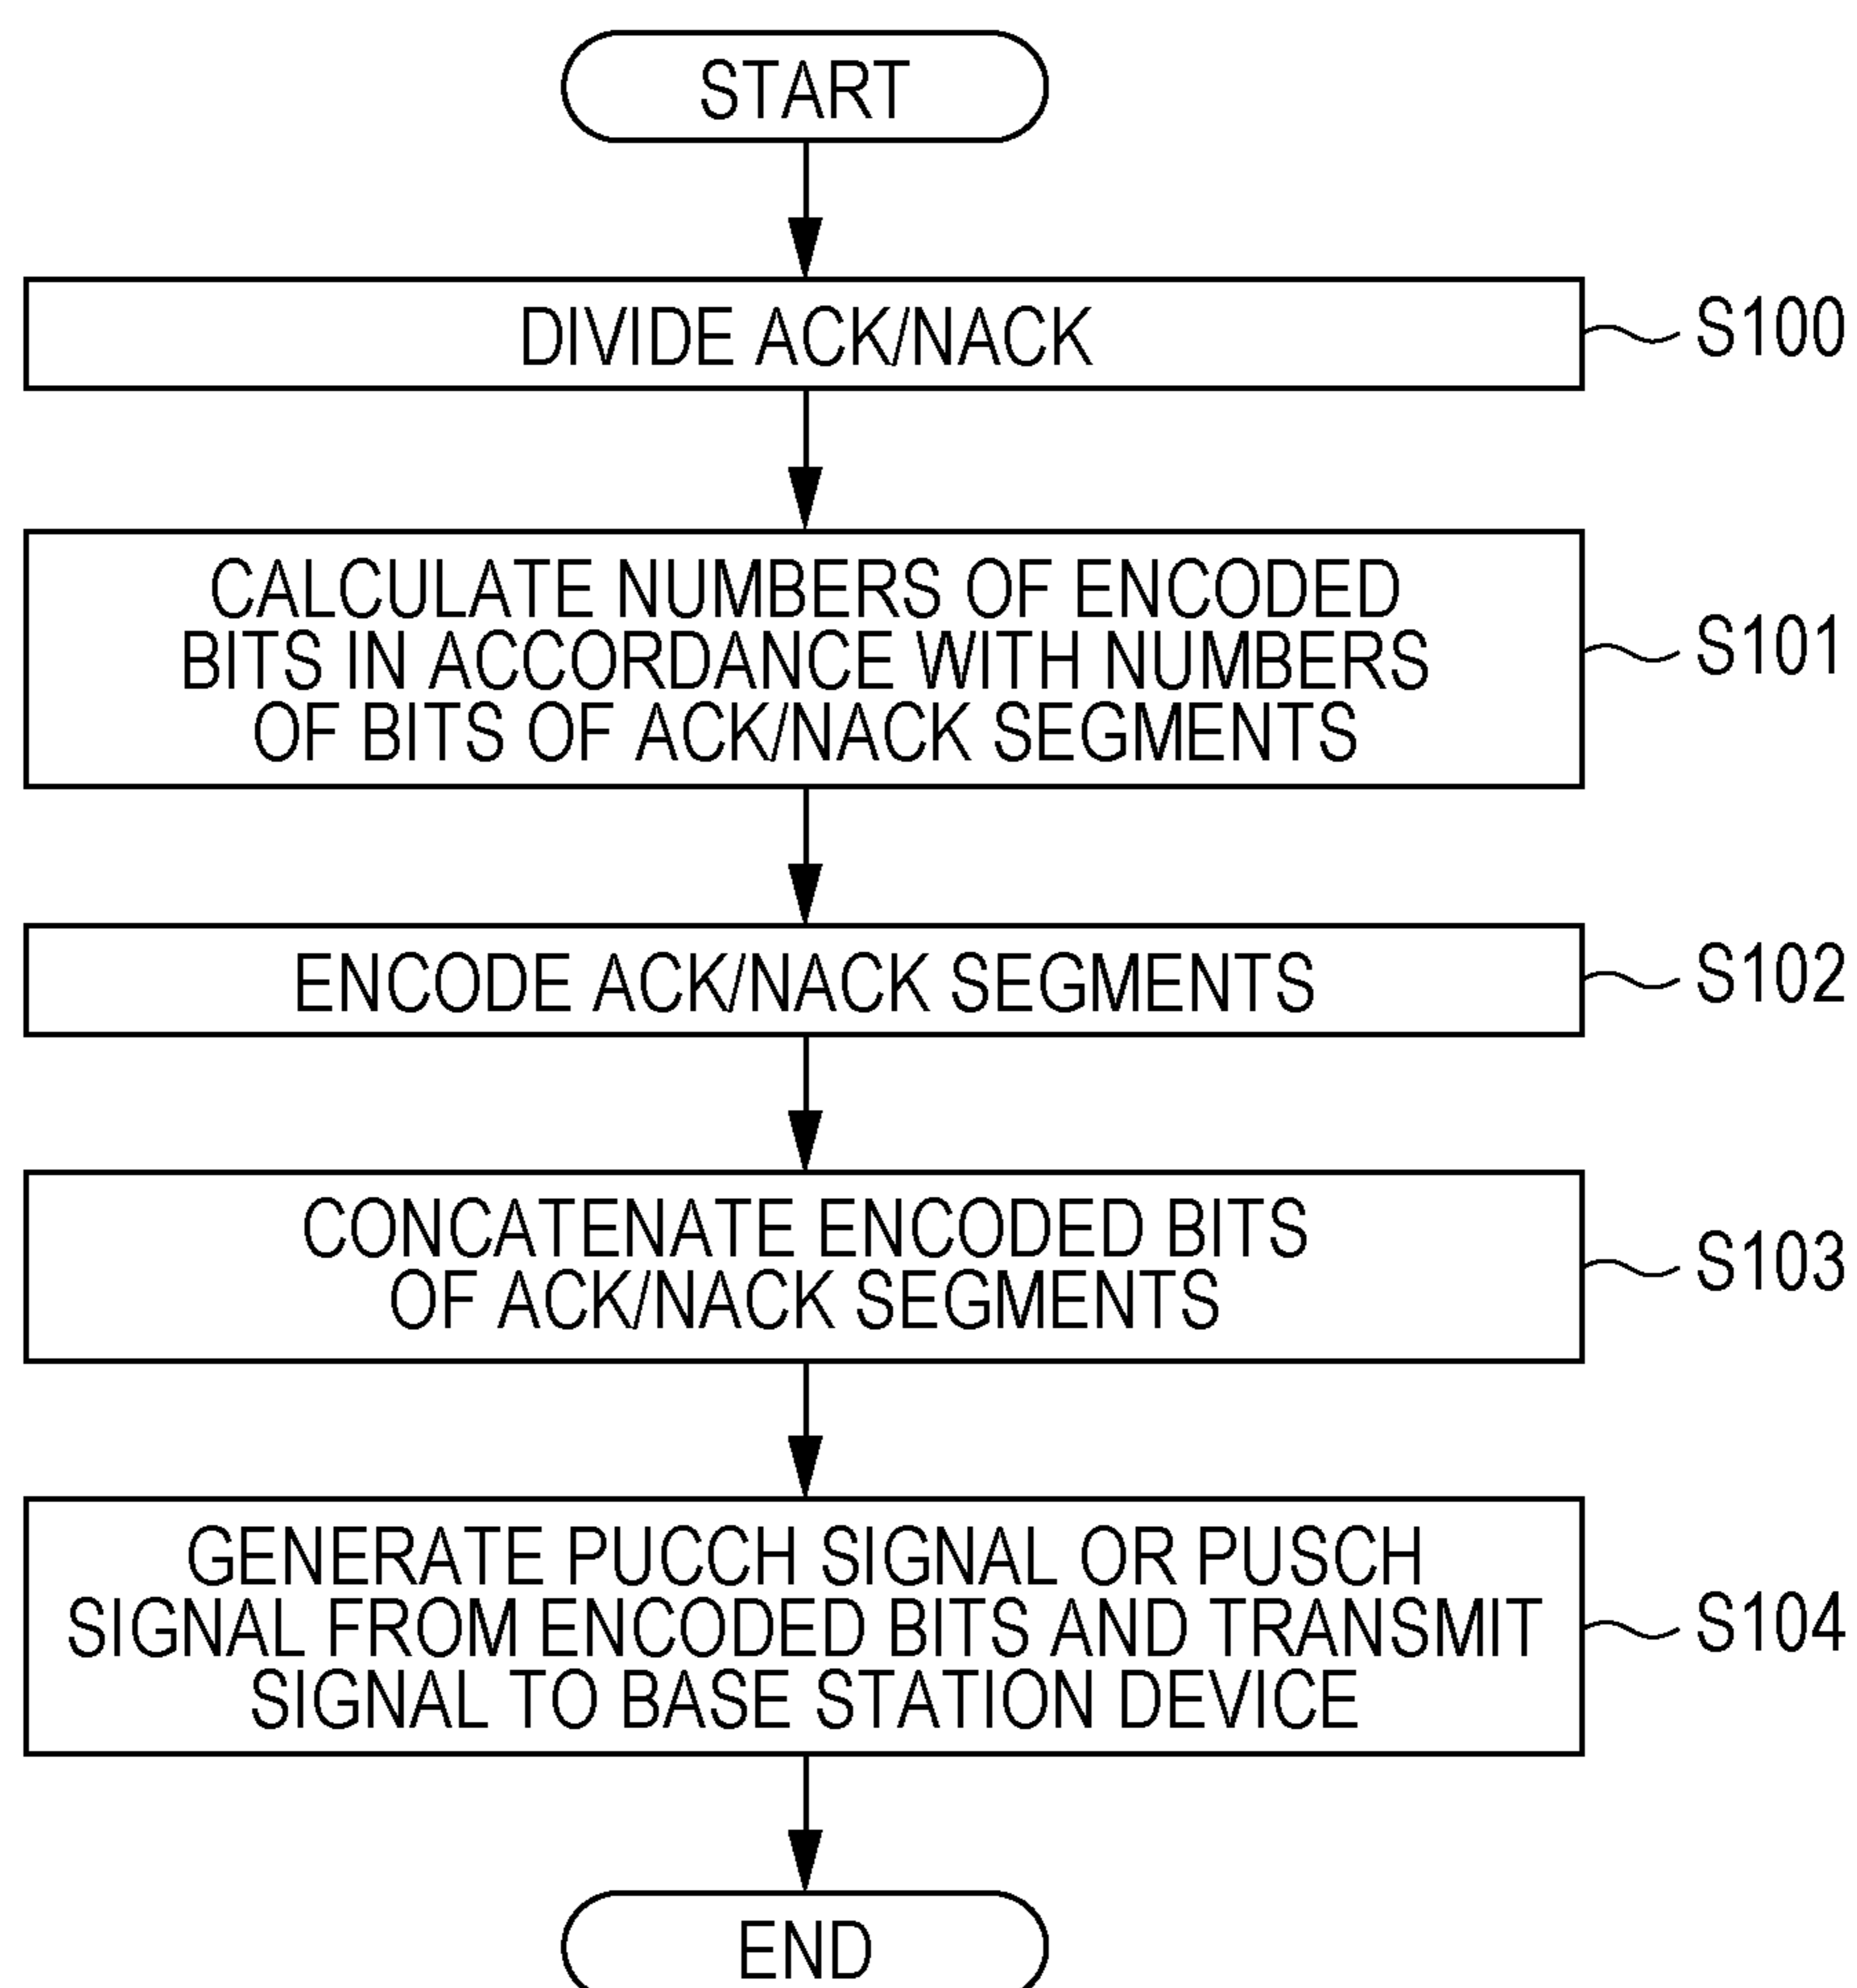 START
DIVIDE ACK/NACK
S100
CALCULATE NUMBERS OF ENCODED
BITS IN ACCORDANCE WITH NUMBERS
OF BITS OF ACK/NACK SEGMENTS
S101
ENCODE ACK/NACK SEGMENTS
S102
CONCATENATE ENCODED BITS
OF ACK/NACK SEGMENTS
S103
GENERATE PUCCH SIGNAL OR PUSCH
SIGNAL FROM ENCODED BITS AND TRANSMIT
SIGNAL TO BASE STATION DEVICE
S104
END